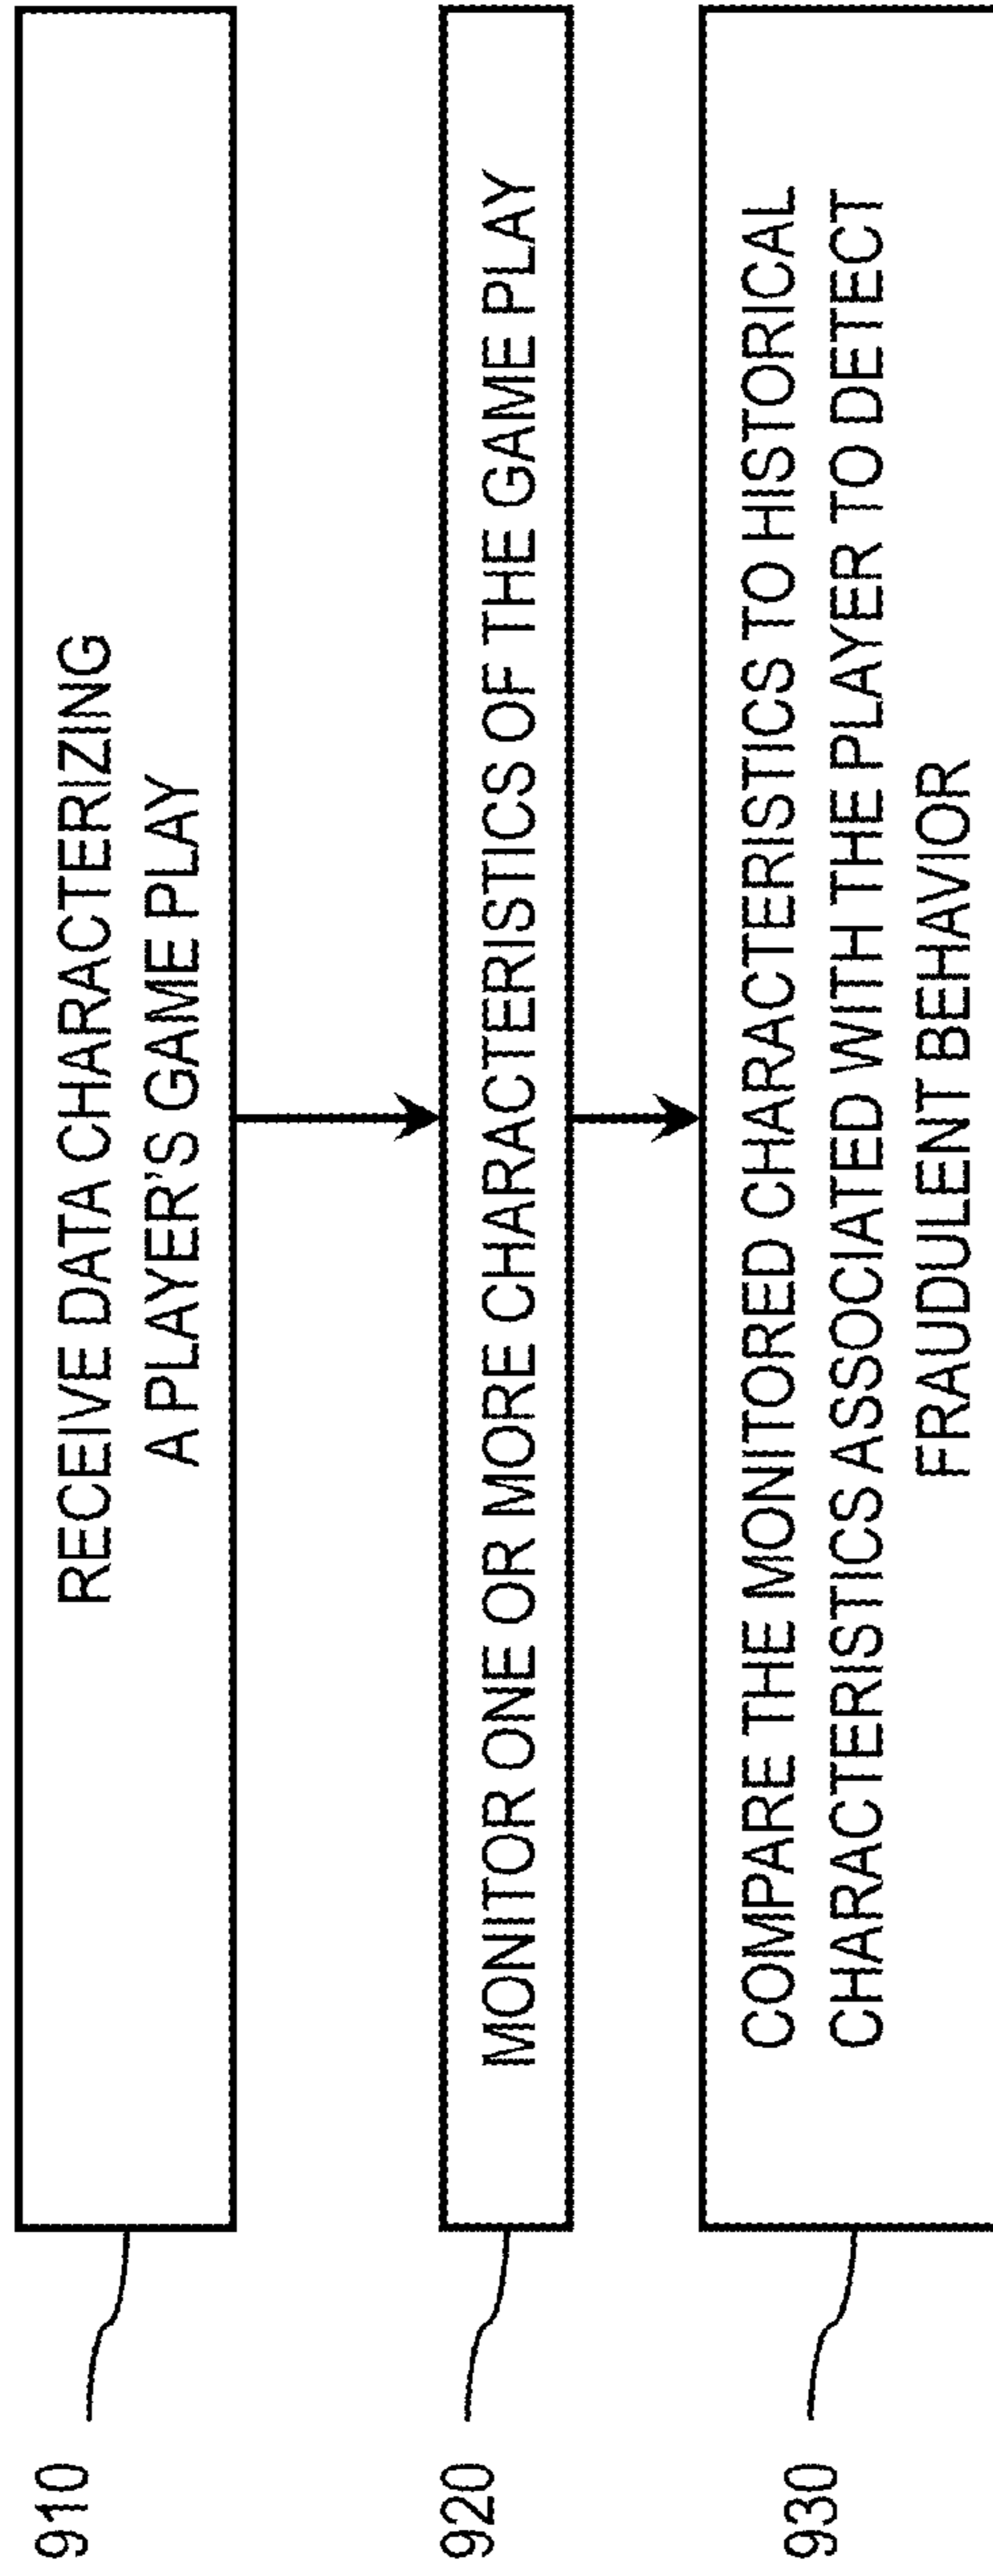 910
RECEIVE DATA CHARACTERIZING
A PLAYER'S GAME PLAY
920
MONITOR ONE OR MORE CHARACTERISTICS OF THE GAME PLAY
930
COMPARE THE MONITORED CHARACTERISTICS TO HISTORICAL
CHARACTERISTICS ASSOCIATED WITH THE PLAYER TO DETECT
FRAUDULENT BEHAVIOR